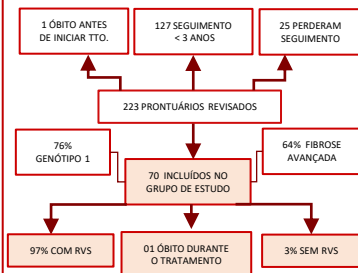 1 ÓBITO ANTES
DE INICIAR TTO.
127 SEGUIMENTO
< 3 ANOS
25 PERDERAM
SEGUIMENTO
223 PRONTUÁRIOS REVISADOS
76%
GENÓTIPO 1
64% FIBROSE
AVANÇADA
70 INCLUÍDOS NO
GRUPO DE ESTUDO
97% COM RVS
01 ÓBITO DURANTE
O TRATAMENTO
3% SEM RVS